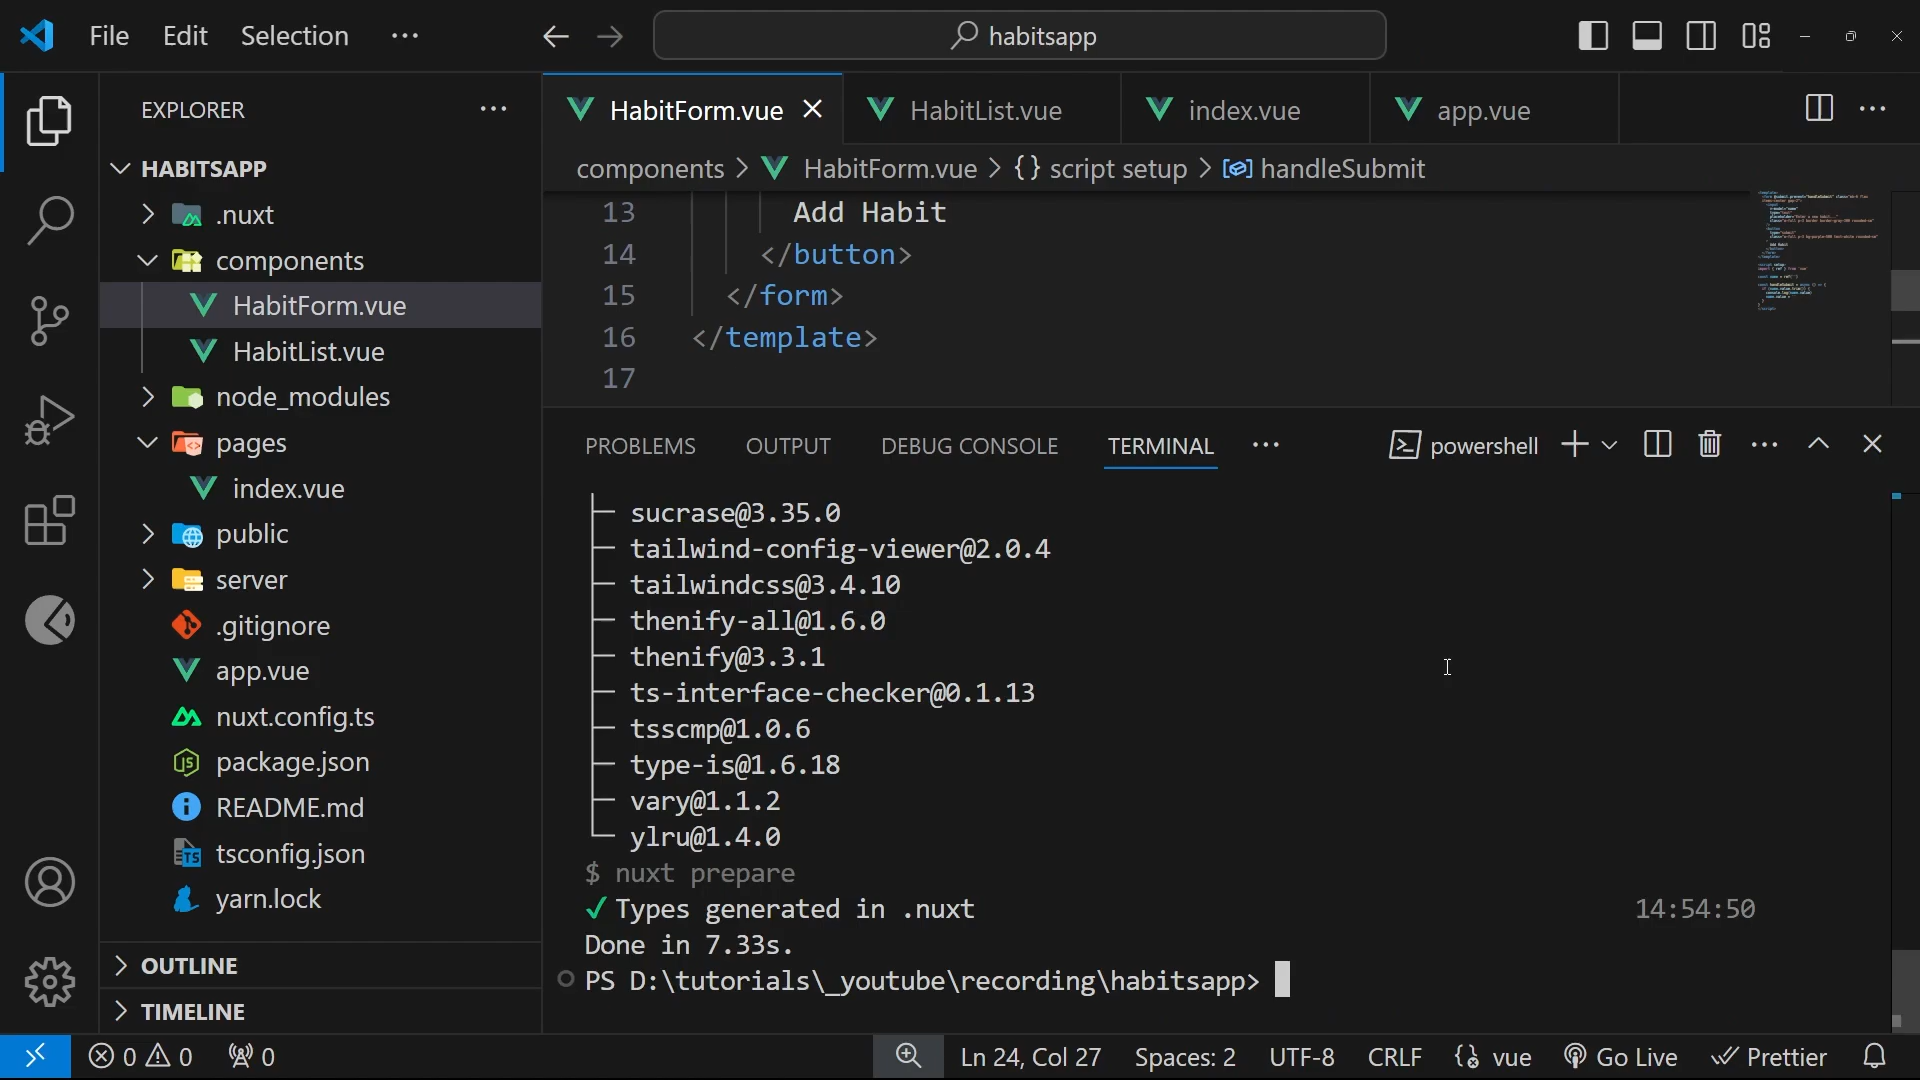 File Edit Selection ··· habitsapp
EXPLORER ···
HABITSAPP
.nuxt
components
HabitForm.vue
HabitList.vue
node_modules
pages
index.vue
public
server
.gitignore
app.vue
nuxt.config.ts
package.json
README.md
tsconfig.json
yarn.lock
OUTLINE
TIMELINE
HabitForm.vue HabitList.vue index.vue app.vue
components > HabitForm.vue > {} script setup > handleSubmit
13 Add Habit
14 </button>
15 </form>
16 </template>
17
PROBLEMS OUTPUT DEBUG CONSOLE TERMINAL ··· powershell
├─ sucrase@3.35.0
├─ tailwind-config-viewer@2.0.4
├─ tailwindcss@3.4.10
├─ thenify-all@1.6.0
├─ thenify@3.3.1
├─ ts-interface-checker@0.1.13
├─ tsscmp@1.0.6
├─ type-is@1.6.18
├─ vary@1.1.2
└─ ylru@1.4.0
$ nuxt prepare
✓ Types generated in .nuxt 14:54:50
Done in 7.33s.
PS D:\tutorials\_youtube\recording\habitsapp>
0 0 0 Ln 24, Col 27 Spaces: 2 UTF-8 CRLF vue Go Live Prettier